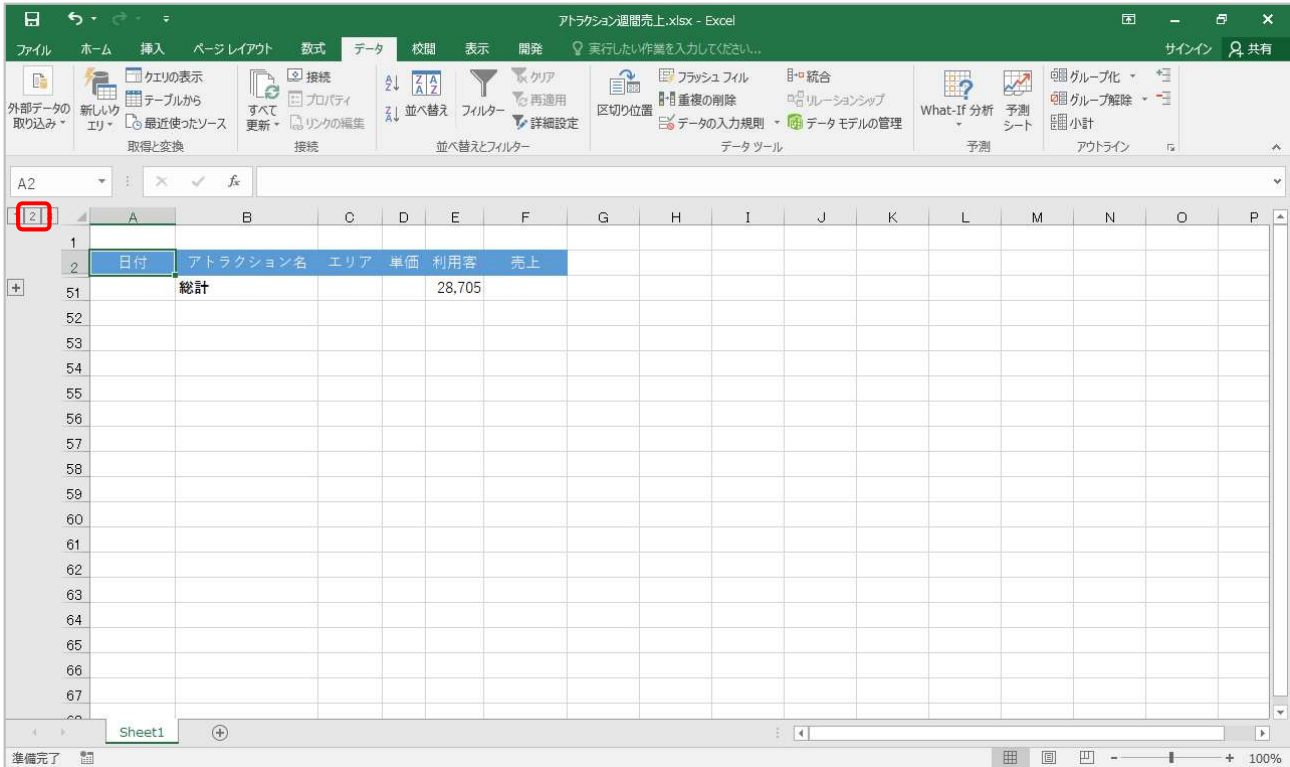 アトラクション週間売上.xlsx - Excel
ファイル ホーム 挿入 ページ レイアウト 数式 データ 校閲 表示 開発 実行したい作業を入力してください... サインイン 共有
外部データの取り込み
新しいクエリ
クエリの表示
テーブルから
最近使ったソース
取得と変換
すべて更新
接続
プロパティ
リンクの編集
接続
並べ替え
フィルター
クリア
再適用
詳細設定
並べ替えとフィルター
区切り位置
フラッシュ フィル
重複の削除
データの入力規則
統合
リレーションシップ
データ モデルの管理
データ ツール
What-If 分析
予測シート
予測
グループ化
グループ解除
小計
アウトライン
A2 fx
2 A B C D E F G H I J K L M N O P
1
2 日付 アトラクション名 エリア 単価 利用客 売上
51 総計 28,705
52
53
54
55
56
57
58
59
60
61
62
63
64
65
66
67
Sheet1
準備完了 100%